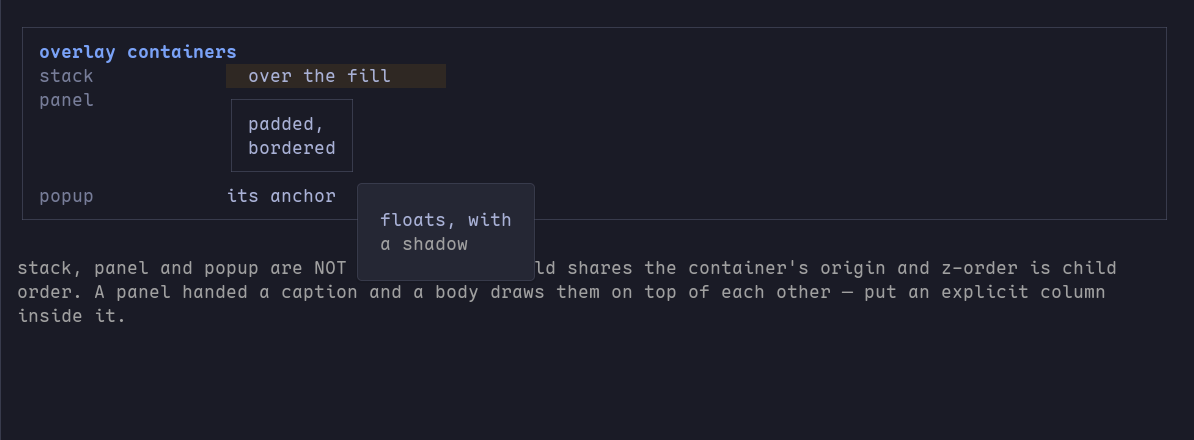 overlay containers
stack over the fill
panel
padded,
bordered
popup its anchor
floats, with
a shadow
stack, panel and popup are NOT ld shares the container's origin and z-order is child
order. A panel handed a caption and a body draws them on top of each other — put an explicit column
inside it.